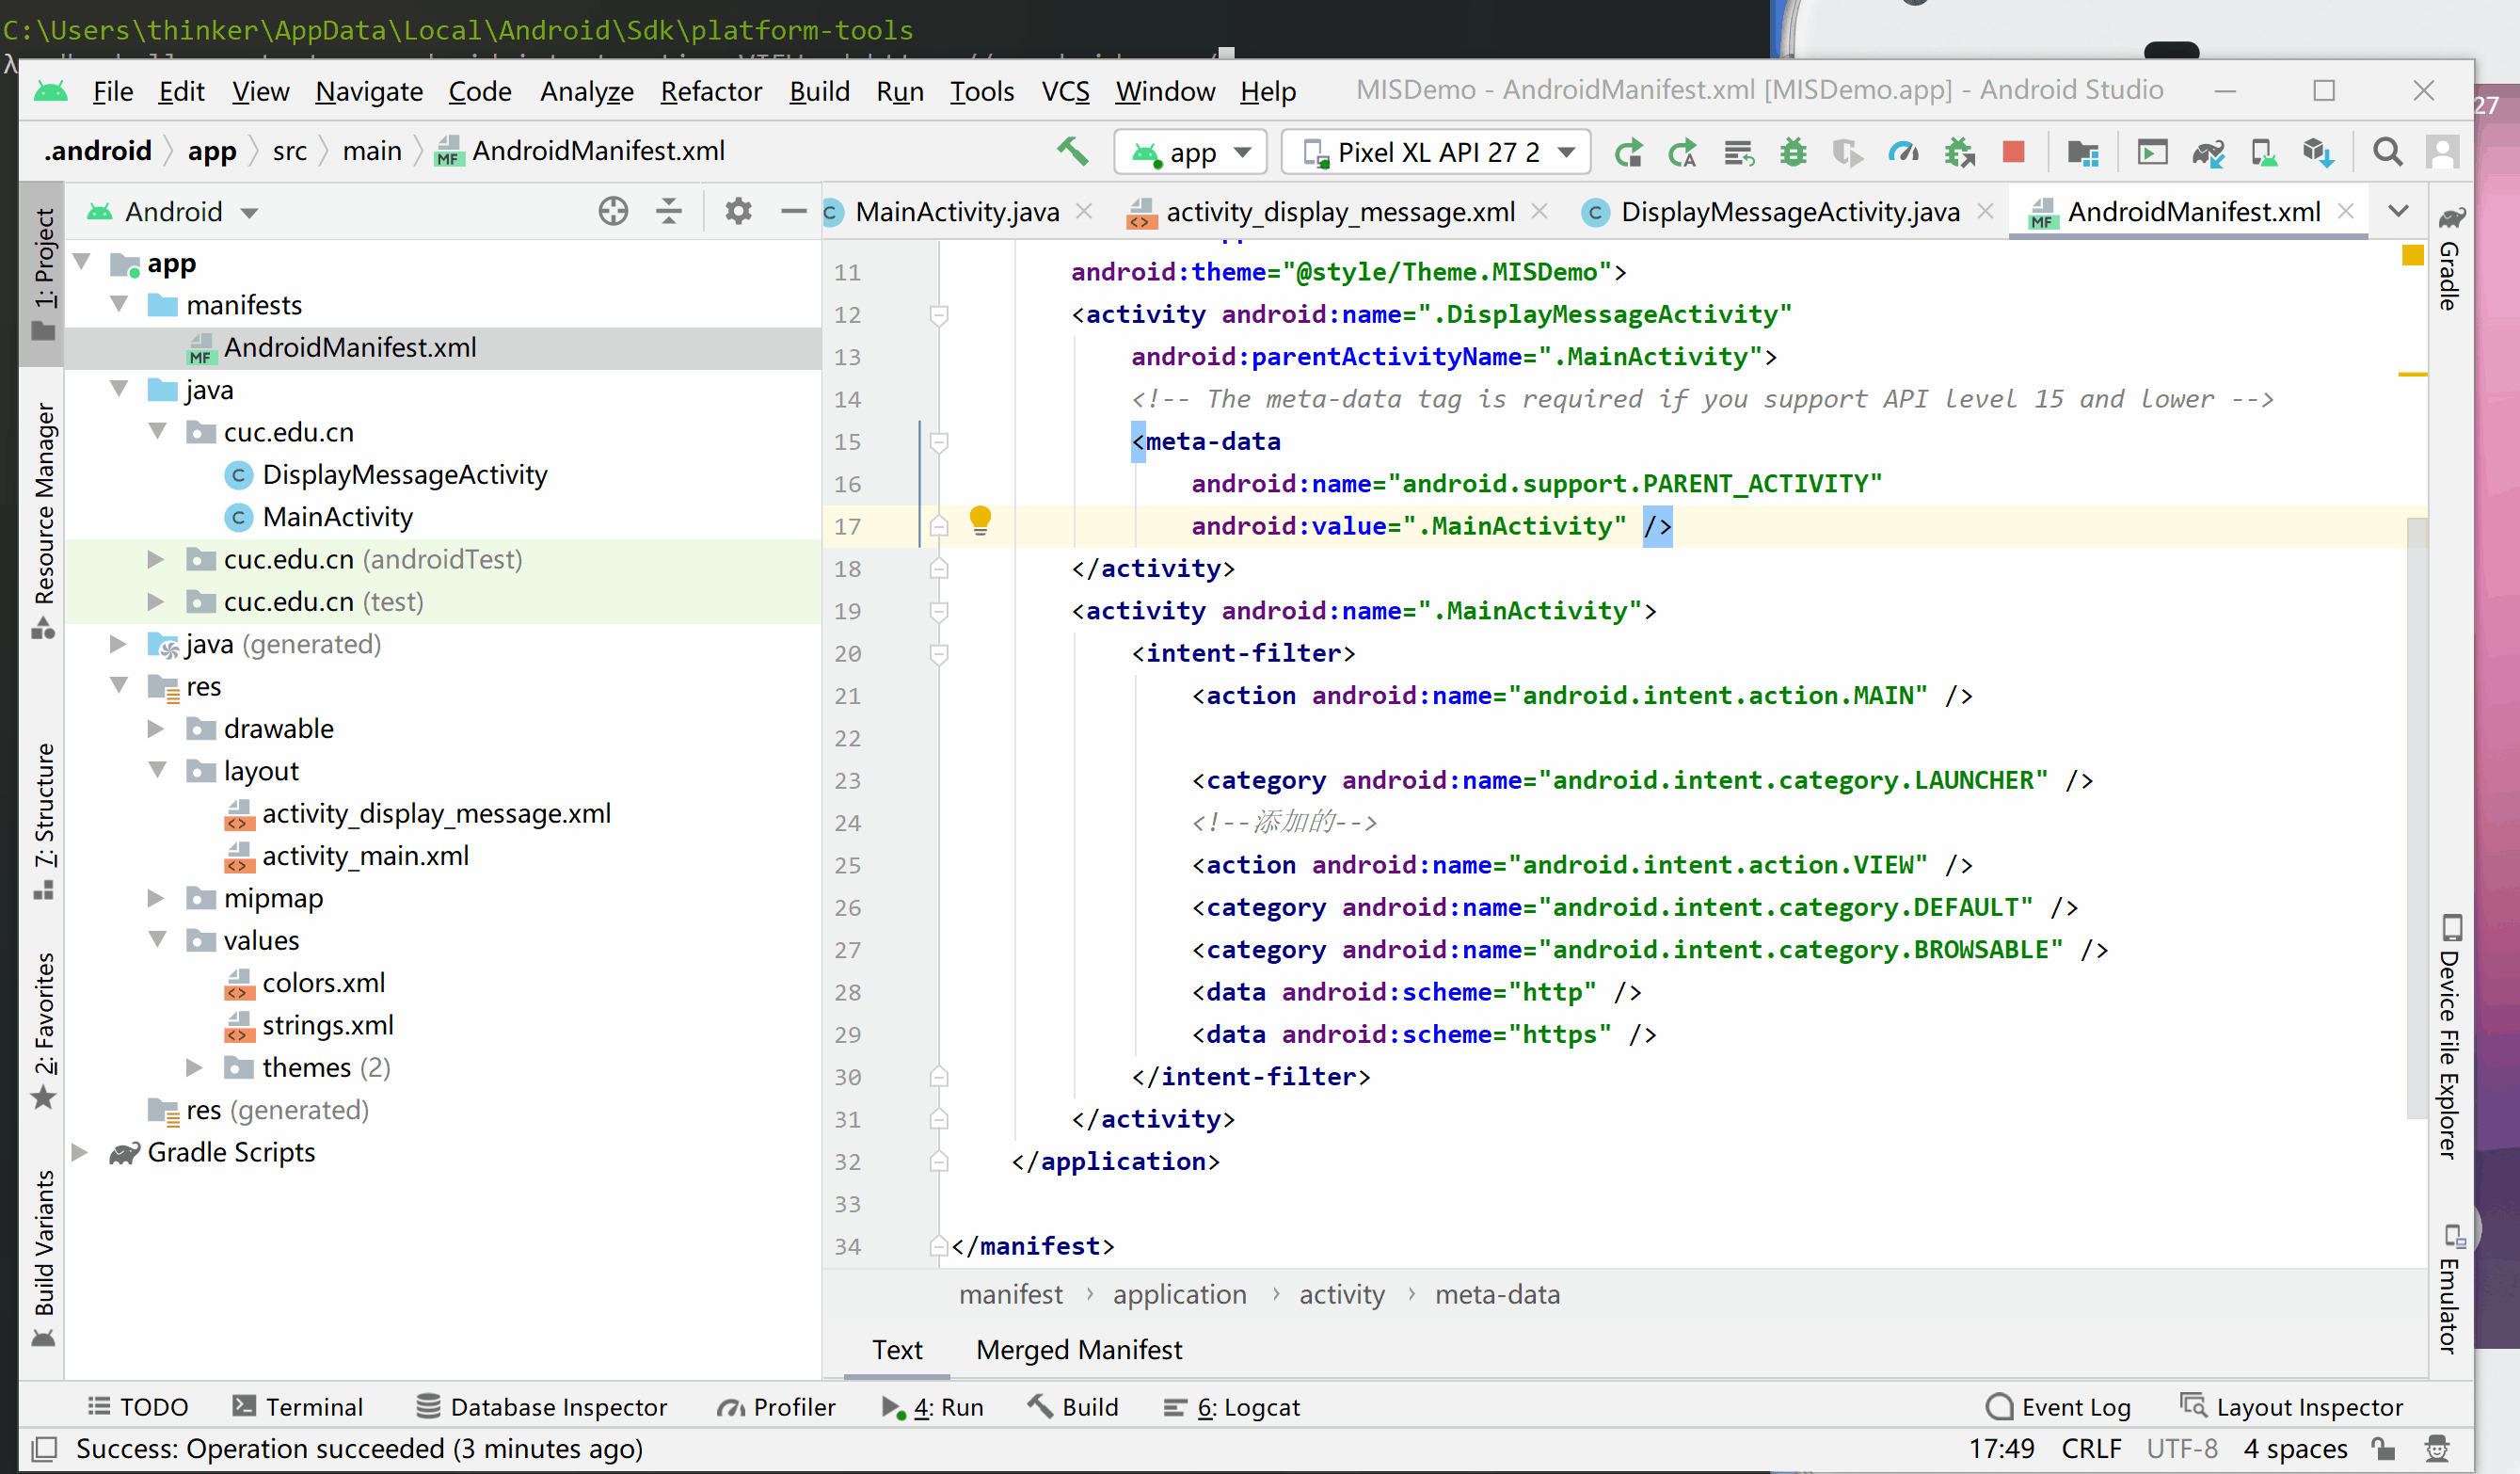 C:\Users\thinker\AppData\Local\Android\Sdk\platform-tools
λ
27
File Edit View Navigate Code Analyze Refactor Build Run Tools VCS Window Help MISDemo - AndroidManifest.xml [MISDemo.app] - Android Studio
.android app src main AndroidManifest.xml app Pixel XL API 27 2
Android
MainActivity.java activity_display_message.xml DisplayMessageActivity.java AndroidManifest.xml
1: Project
Resource Manager
7: Structure
2: Favorites
Build Variants
app
manifests
AndroidManifest.xml
java
cuc.edu.cn
DisplayMessageActivity
MainActivity
cuc.edu.cn (androidTest)
cuc.edu.cn (test)
java (generated)
res
drawable
layout
activity_display_message.xml
activity_main.xml
mipmap
values
colors.xml
strings.xml
themes (2)
res (generated)
Gradle Scripts
11 android:theme="@style/Theme.MISDemo">
12 <activity android:name=".DisplayMessageActivity"
13 android:parentActivityName=".MainActivity">
14 <!-- The meta-data tag is required if you support API level 15 and lower -->
15 <meta-data
16 android:name="android.support.PARENT_ACTIVITY"
17 android:value=".MainActivity" />
18 </activity>
19 <activity android:name=".MainActivity">
20 <intent-filter>
21 <action android:name="android.intent.action.MAIN" />
22
23 <category android:name="android.intent.category.LAUNCHER" />
24 <!--添加的-->
25 <action android:name="android.intent.action.VIEW" />
26 <category android:name="android.intent.category.DEFAULT" />
27 <category android:name="android.intent.category.BROWSABLE" />
28 <data android:scheme="http" />
29 <data android:scheme="https" />
30 </intent-filter>
31 </activity>
32 </application>
33
34 </manifest>
manifest › application › activity › meta-data
Text Merged Manifest
Gradle
Device File Explorer
Emulator
TODO Terminal Database Inspector Profiler 4: Run Build 6: Logcat Event Log Layout Inspector
Success: Operation succeeded (3 minutes ago) 17:49 CRLF UTF-8 4 spaces